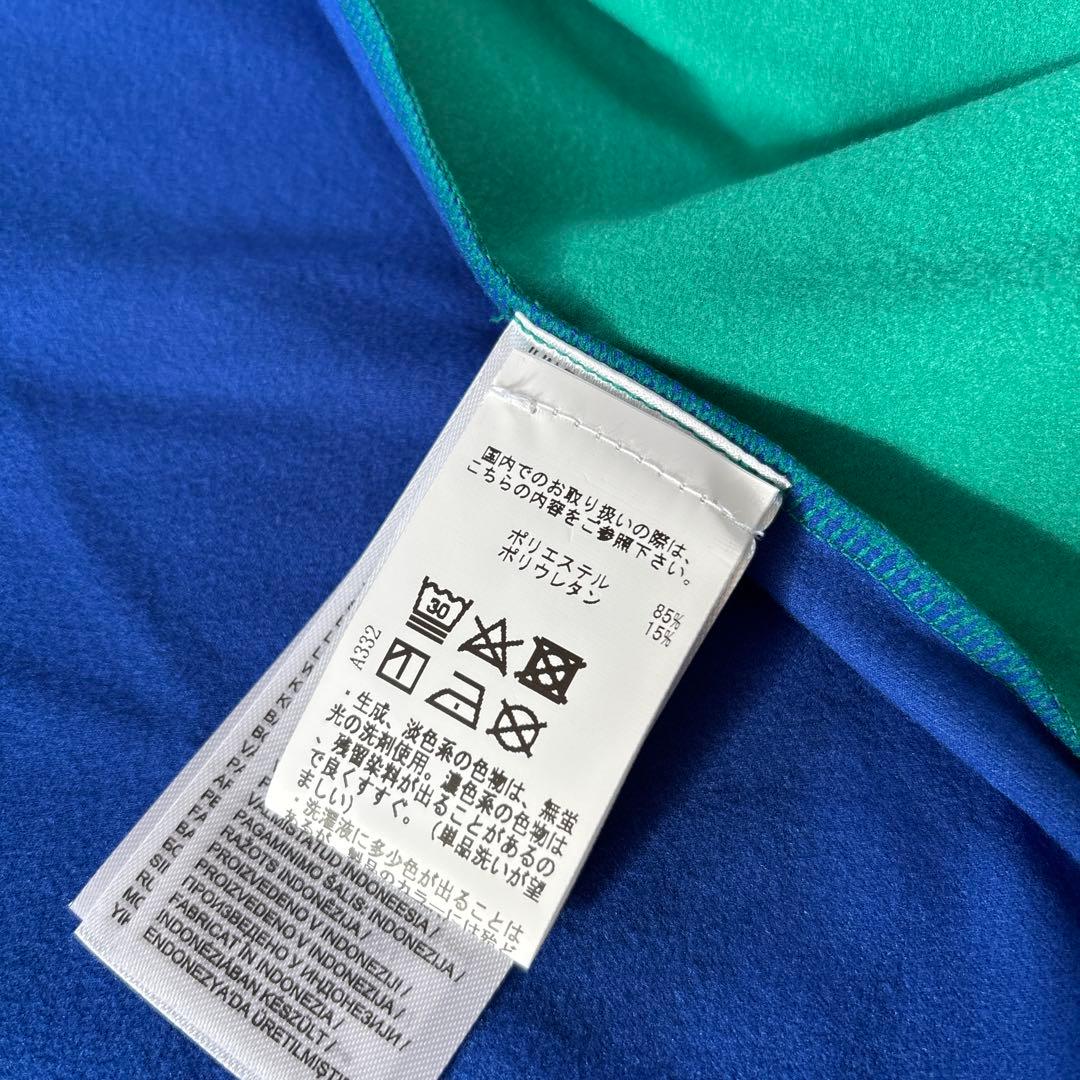 国内でのお取り扱いの際は、
こちらの内容をご参照下さい。
ポリエステル 85%
ポリウレタン 15%
30
A332
・生成、淡色系の色物は、無蛍
光の洗剤使用。濃色系の色物は
、残留染料が出ることがあるの
で良くすすぐ。(単品洗いが望
ましい)
・洗濯液に多少色が出ることは
VALMISTATUD INDONEESIA /
PAGAMINIMO ŠALIS: INDONEZIJA /
RAŽOTS INDONĒZIJĀ /
PROIZVEDENO V INDONEZIJI /
PROIZVEDENO U INDONEZIJI /
ПРОИЗВЕДЕНО У ИНДОНЕЗИЈИ /
FABRICAT ÎN INDONEZIA /
INDONÉZIÁBAN KÉSZÜLT /
ENDONEZYA'DA ÜRETİLMİŞTİR